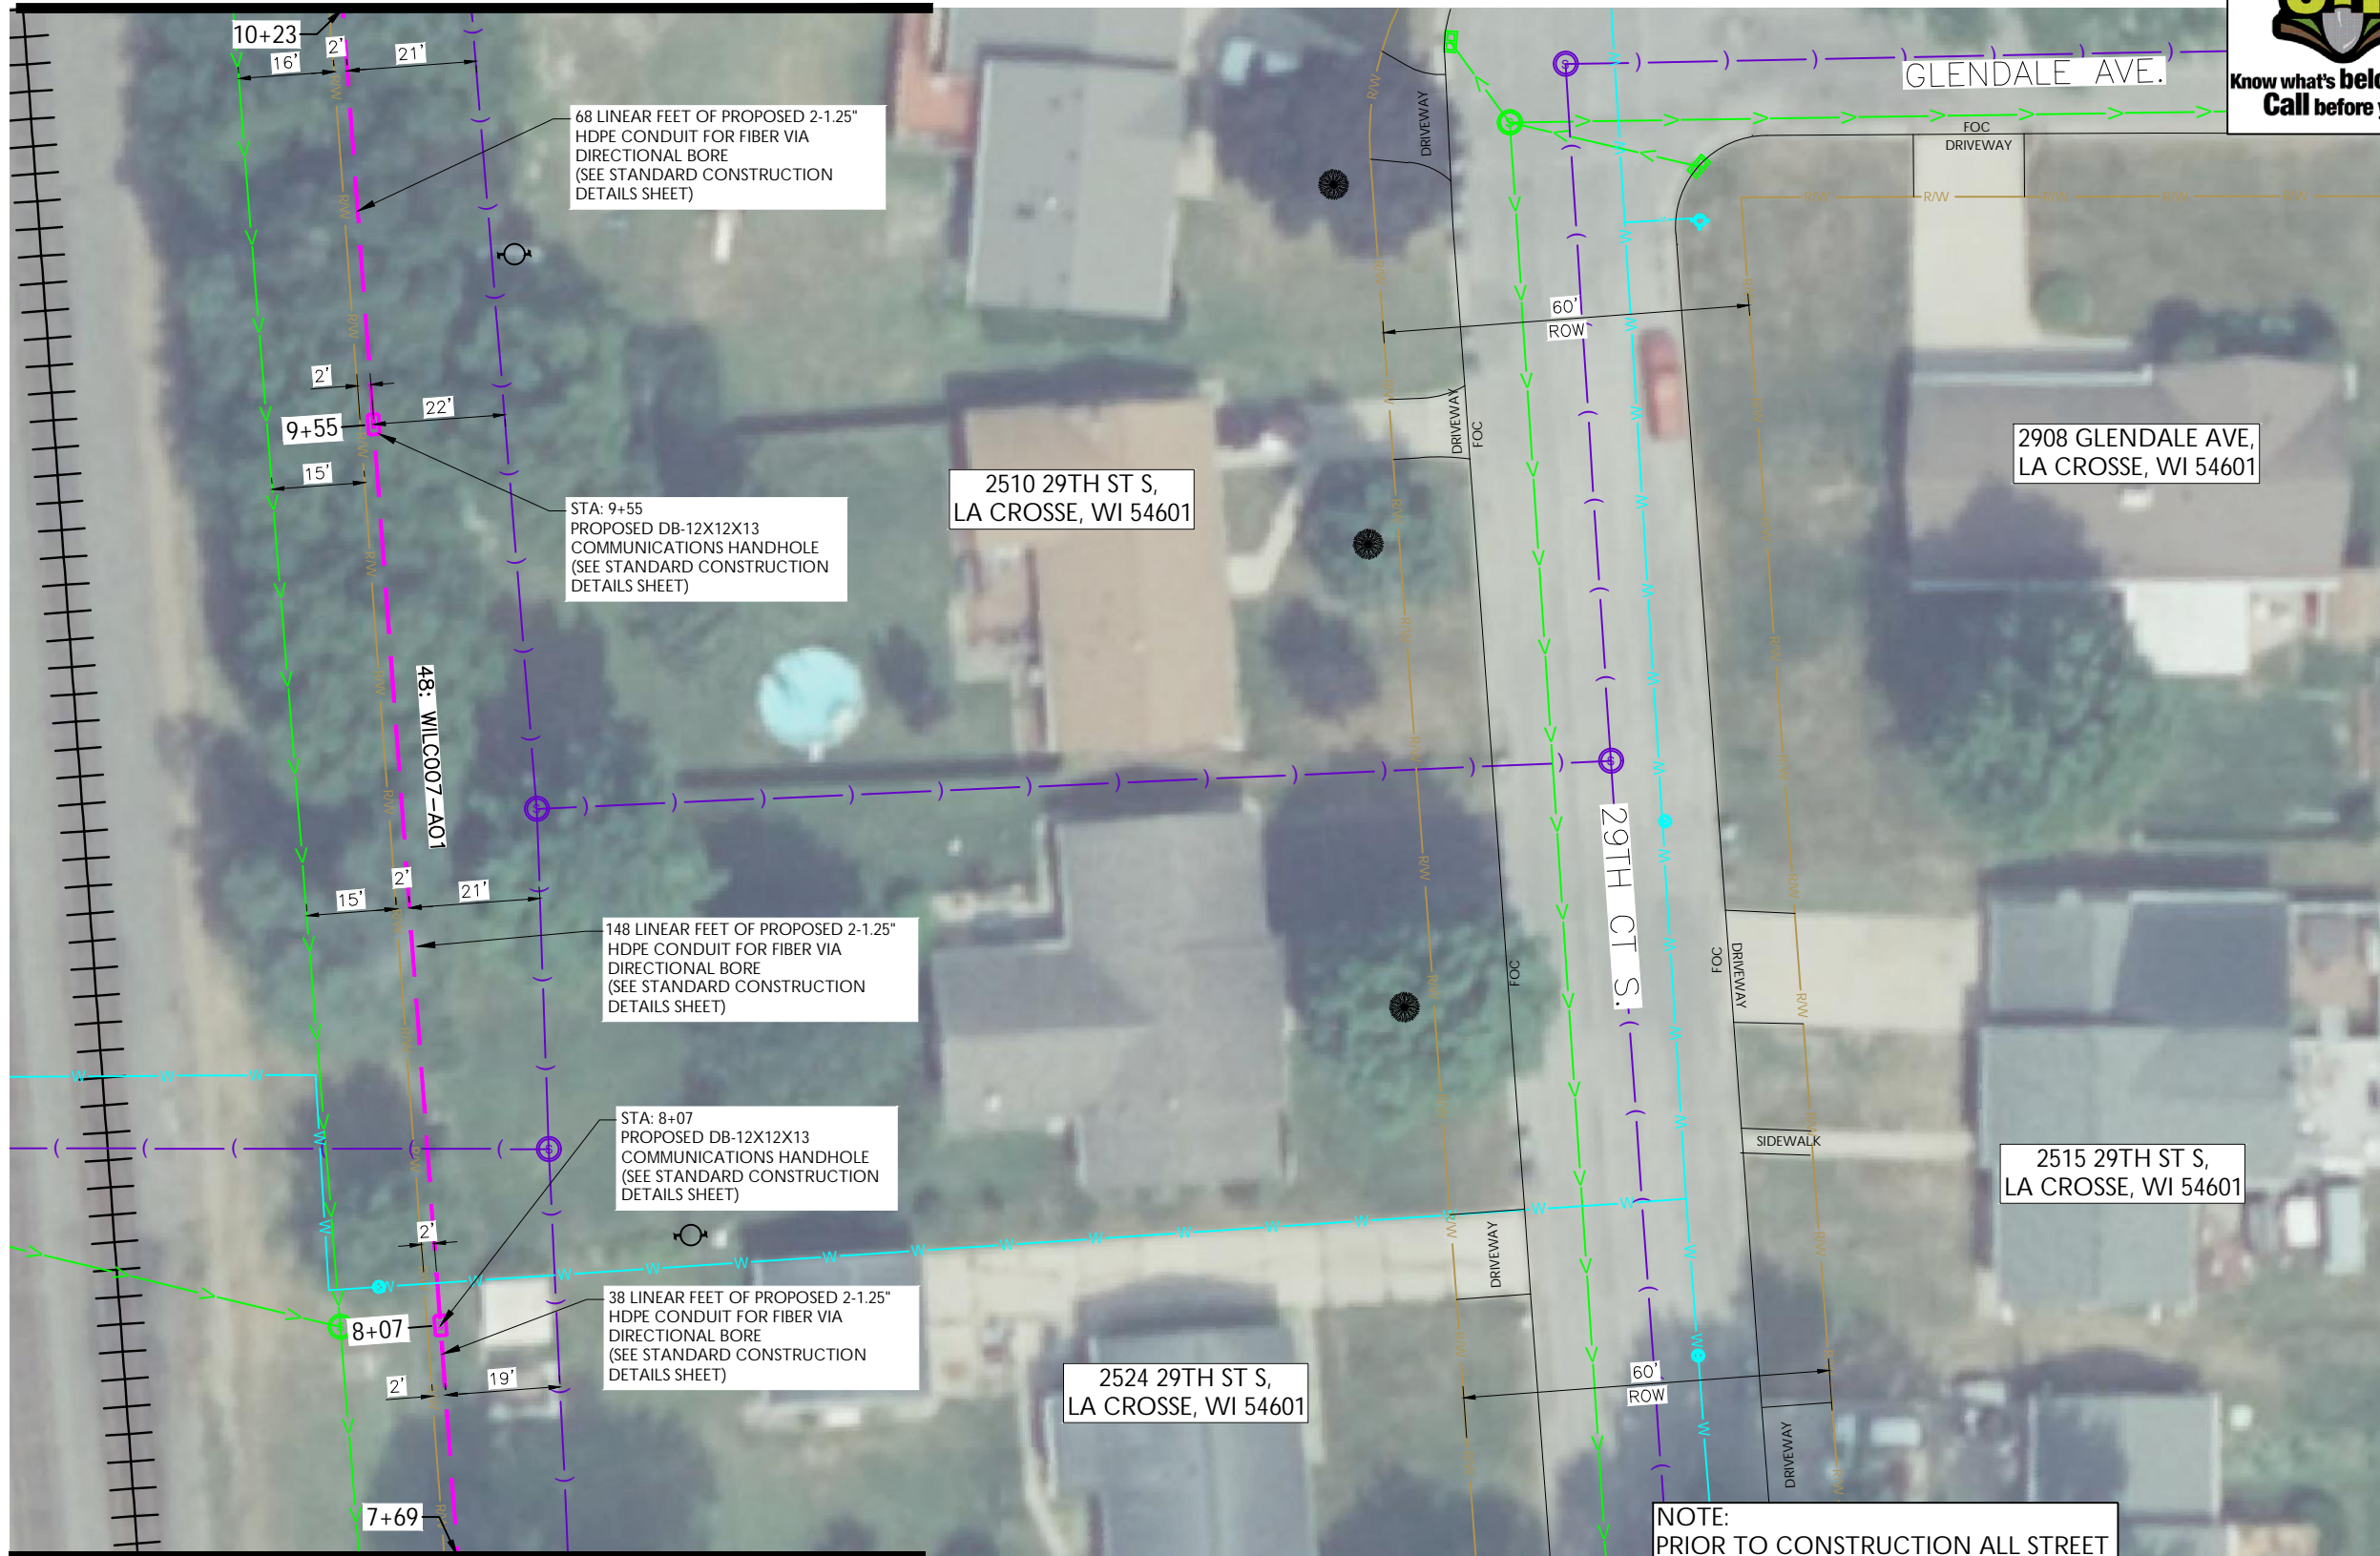 10+23
2'
16'
21'
68 LINEAR FEET OF PROPOSED 2-1.25"
HDPE CONDUIT FOR FIBER VIA
DIRECTIONAL BORE
(SEE STANDARD CONSTRUCTION
DETAILS SHEET)
GLENDALE AVE.
Know what's
Call before
FOC
DRIVEWAY
DRIVEWAY
R/W
60'
ROW
2'
22'
9+55
15'
STA: 9+55
PROPOSED DB-12X12X13
COMMUNICATIONS HANDHOLE
(SEE STANDARD CONSTRUCTION
DETAILS SHEET)
DRIVEWAY
FOC
2510 29TH ST S,
LA CROSSE, WI 54601
2908 GLENDALE AVE,
LA CROSSE, WI 54601
48: WILC007-A01
29TH CT S.
2'
15'
21'
148 LINEAR FEET OF PROPOSED 2-1.25"
HDPE CONDUIT FOR FIBER VIA
DIRECTIONAL BORE
(SEE STANDARD CONSTRUCTION
DETAILS SHEET)
FOC
FOC
DRIVEWAY
STA: 8+07
PROPOSED DB-12X12X13
COMMUNICATIONS HANDHOLE
(SEE STANDARD CONSTRUCTION
DETAILS SHEET)
SIDEWALK
2515 29TH ST S,
LA CROSSE, WI 54601
2'
DRIVEWAY
8+07
38 LINEAR FEET OF PROPOSED 2-1.25"
HDPE CONDUIT FOR FIBER VIA
DIRECTIONAL BORE
(SEE STANDARD CONSTRUCTION
DETAILS SHEET)
2'
19'
2524 29TH ST S,
LA CROSSE, WI 54601
60'
ROW
DRIVEWAY
7+69
NOTE:
PRIOR TO CONSTRUCTION ALL STREET